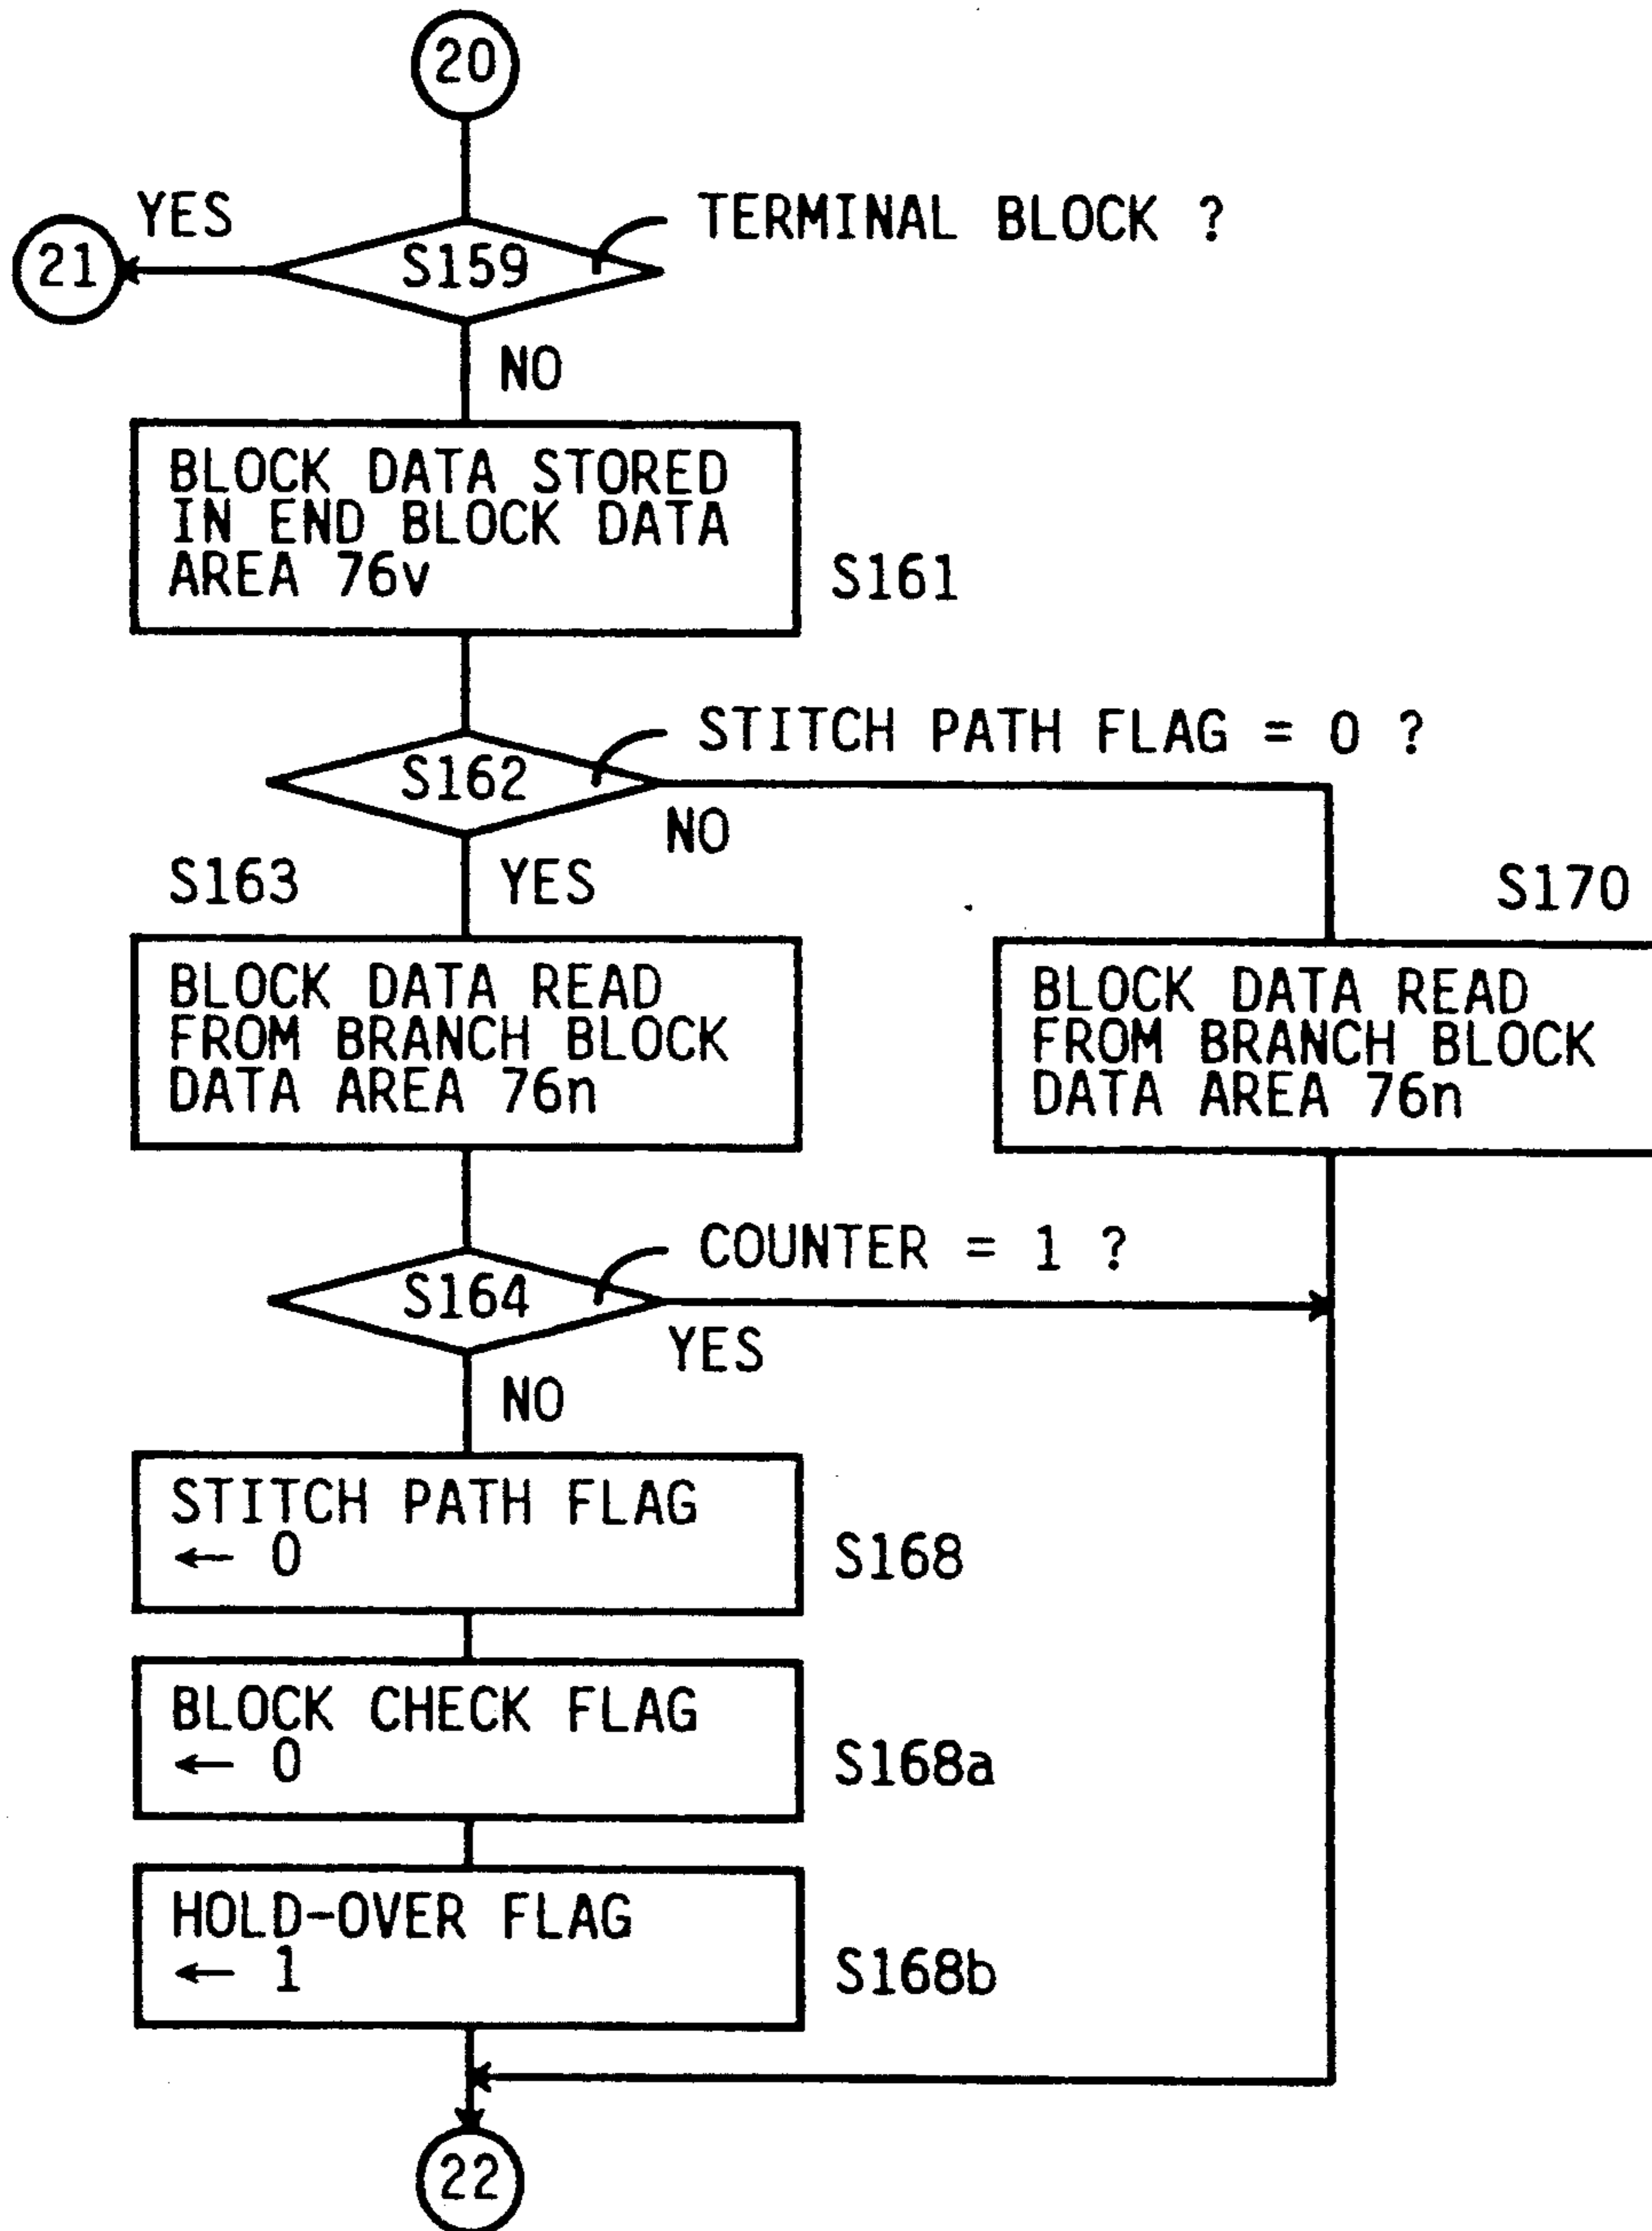 20
YES
TERMINAL BLOCK ?
21
S159
NO
BLOCK DATA STORED
IN END BLOCK DATA
AREA 76v
S161
STITCH PATH FLAG = 0 ?
S162
NO
S163
YES
S170
BLOCK DATA READ
FROM BRANCH BLOCK
DATA AREA 76n
BLOCK DATA READ
FROM BRANCH BLOCK
DATA AREA 76n
COUNTER = 1 ?
S164
YES
NO
STITCH PATH FLAG
← 0
S168
BLOCK CHECK FLAG
← 0
S168a
HOLD-OVER FLAG
← 1
S168b
22